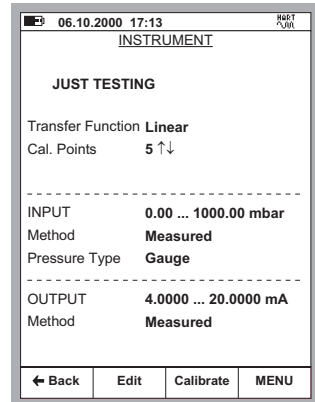 06.10.2000 17:13 HART
INSTRUMENT
JUST TESTING
Transfer Function Linear
Cal. Points 5 ↑↓
INPUT 0.00 ... 1000.00 mbar
Method Measured
Pressure Type Gauge
OUTPUT 4.0000 ... 20.0000 mA
Method Measured
← Back Edit Calibrate MENU